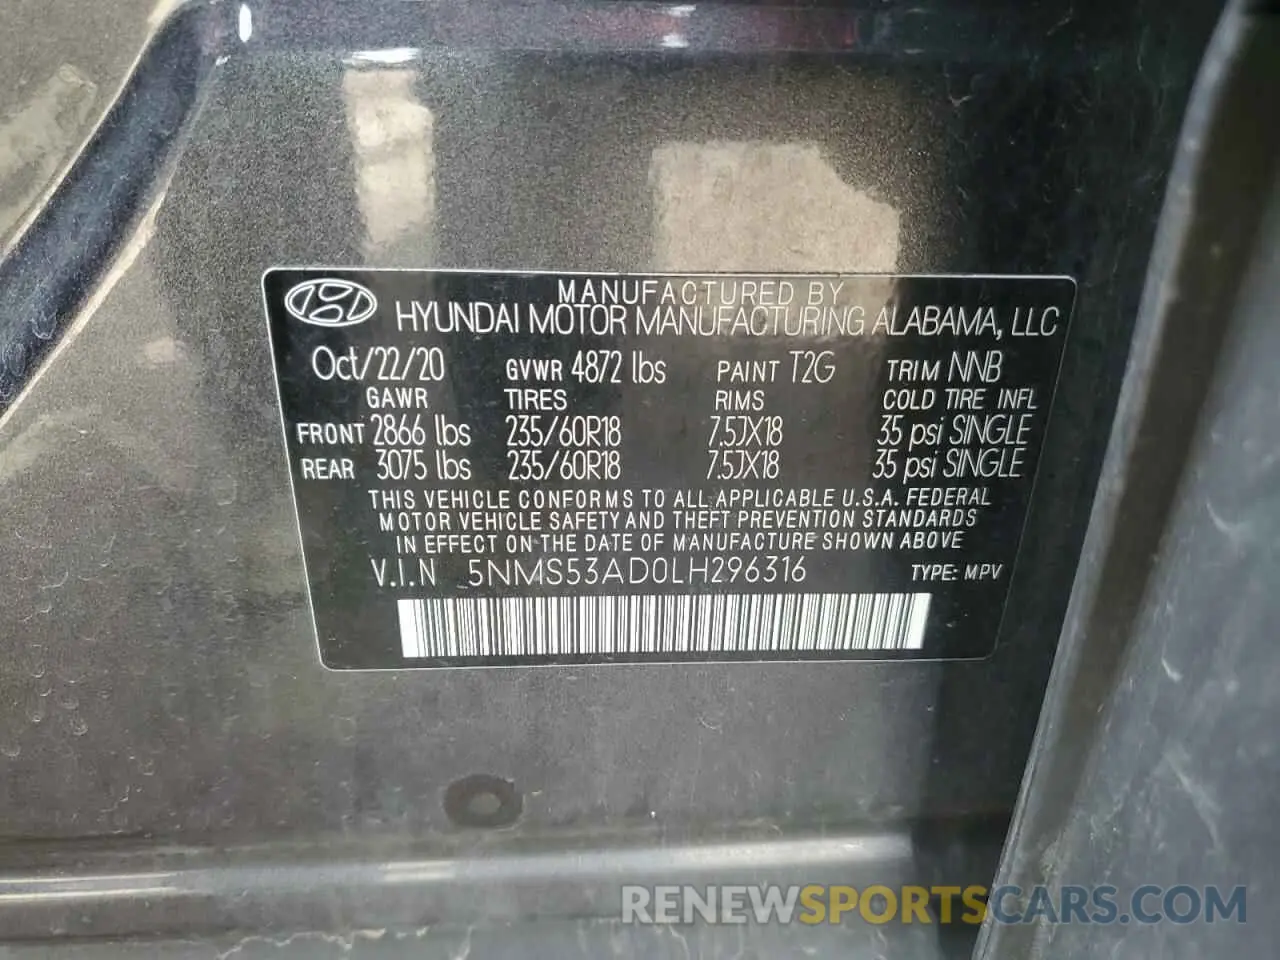 MANUFACTURED BY
HYUNDAI MOTOR MANUFACTURING ALABAMA, LLC
Oct/22/20 GVWR 4872 lbs PAINT T2G TRIM NNB
GAWR TIRES RIMS COLD TIRE INFL
FRONT 2866 lbs 235/60R18 7.5JX18 35 psi SINGLE
REAR 3075 lbs 235/60R18 7.5JX18 35 psi SINGLE
THIS VEHICLE CONFORMS TO ALL APPLICABLE U.S.A. FEDERAL
MOTOR VEHICLE SAFETY AND THEFT PREVENTION STANDARDS
IN EFFECT ON THE DATE OF MANUFACTURE SHOWN ABOVE
V.I.N 5NMS53AD0LH296316 TYPE: MPV
RENEWSPORTSCARS.COM